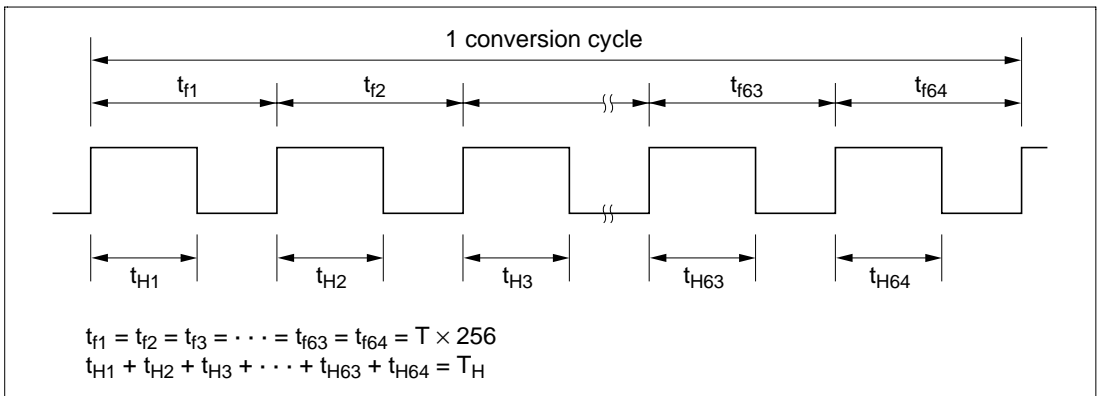 1 conversion cycle
tf1 tf2 tf63 tf64
tH1 tH2 tH3 tH63 tH64
tf1 = tf2 = tf3 = · · · = tf63 = tf64 = T × 256
tH1 + tH2 + tH3 + · · · + tH63 + tH64 = TH